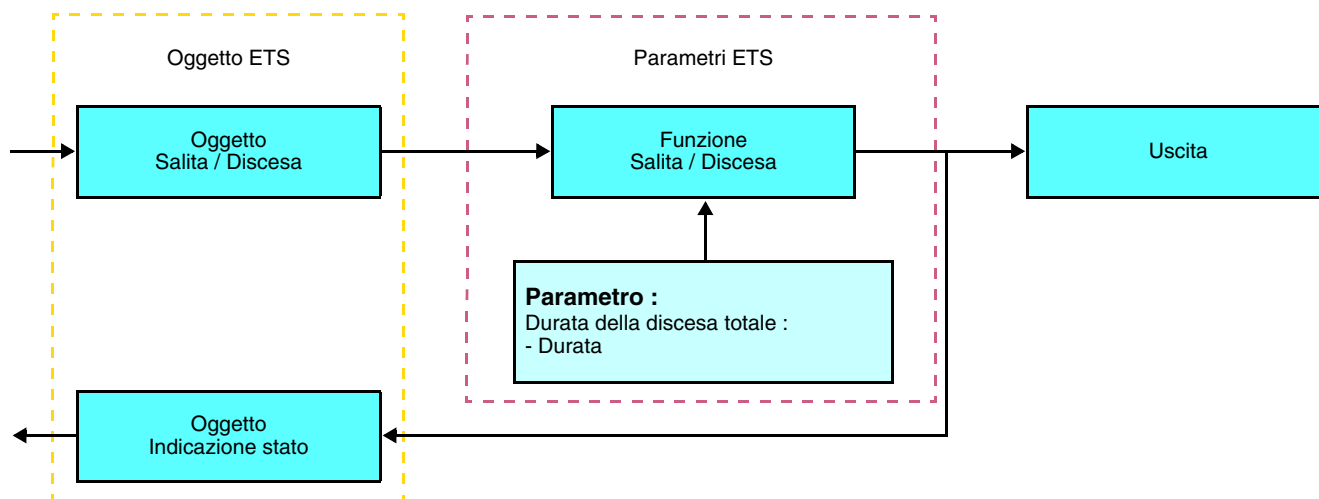 Oggetto ETS
Parametri ETS
Oggetto
Salita / Discesa
Funzione
Salita / Discesa
Uscita
Parametro :
Durata della discesa totale :
- Durata
Oggetto
Indicazione stato